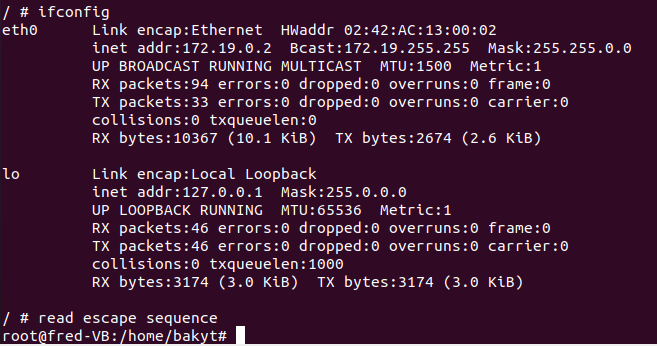 / # ifconfig
eth0      Link encap:Ethernet  HWaddr 02:42:AC:13:00:02
          inet addr:172.19.0.2  Bcast:172.19.255.255  Mask:255.255.0.0
          UP BROADCAST RUNNING MULTICAST  MTU:1500  Metric:1
          RX packets:94 errors:0 dropped:0 overruns:0 frame:0
          TX packets:33 errors:0 dropped:0 overruns:0 carrier:0
          collisions:0 txqueuelen:0
          RX bytes:10367 (10.1 KiB)  TX bytes:2674 (2.6 KiB)

lo        Link encap:Local Loopback
          inet addr:127.0.0.1  Mask:255.0.0.0
          UP LOOPBACK RUNNING  MTU:65536  Metric:1
          RX packets:46 errors:0 dropped:0 overruns:0 frame:0
          TX packets:46 errors:0 dropped:0 overruns:0 carrier:0
          collisions:0 txqueuelen:1000
          RX bytes:3174 (3.0 KiB)  TX bytes:3174 (3.0 KiB)

/ # read escape sequence
root@fred-VB:/home/bakyt#